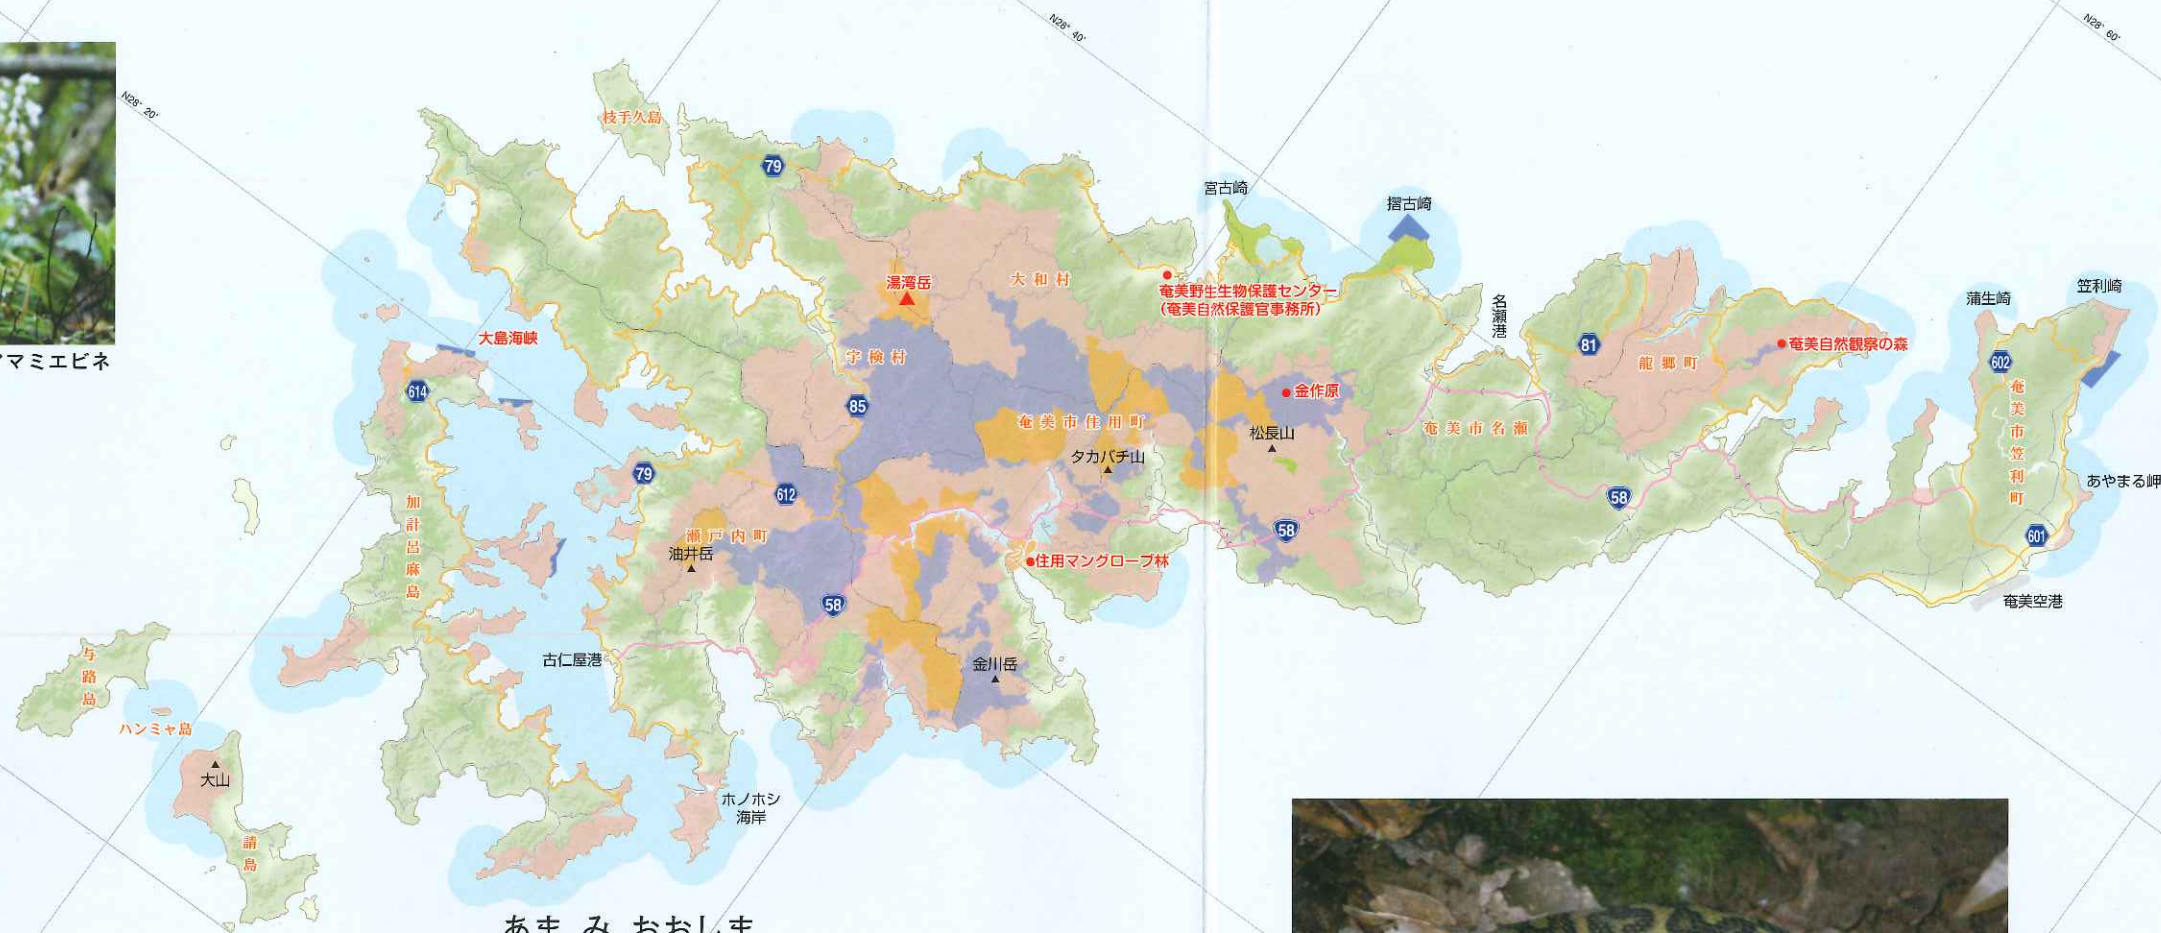 N28° 40'
N28° 60'
N28° 20'
枝手久島
79
宮古崎
摺古崎
湯湾岳
大和村
奄美野生生物保護センター
(奄美自然保護官事務所)
名瀬港
蒲生崎
笠利崎
大島海峡
宇検村
81
龍郷町
奄美自然観察の森
602
マミエビネ
614
85
金作原
奄美市笠利町
奄美市住用町
松長山
奄美市名瀬
タカバチ山
79
612
58
あやまる岬
加計呂麻島
瀬戸内町
油井岳
58
601
住用マングローブ林
58
奄美空港
古仁屋港
金川岳
与路島
ハンミャ島
大山
ホノホシ
海岸
請島
あま み おおしま